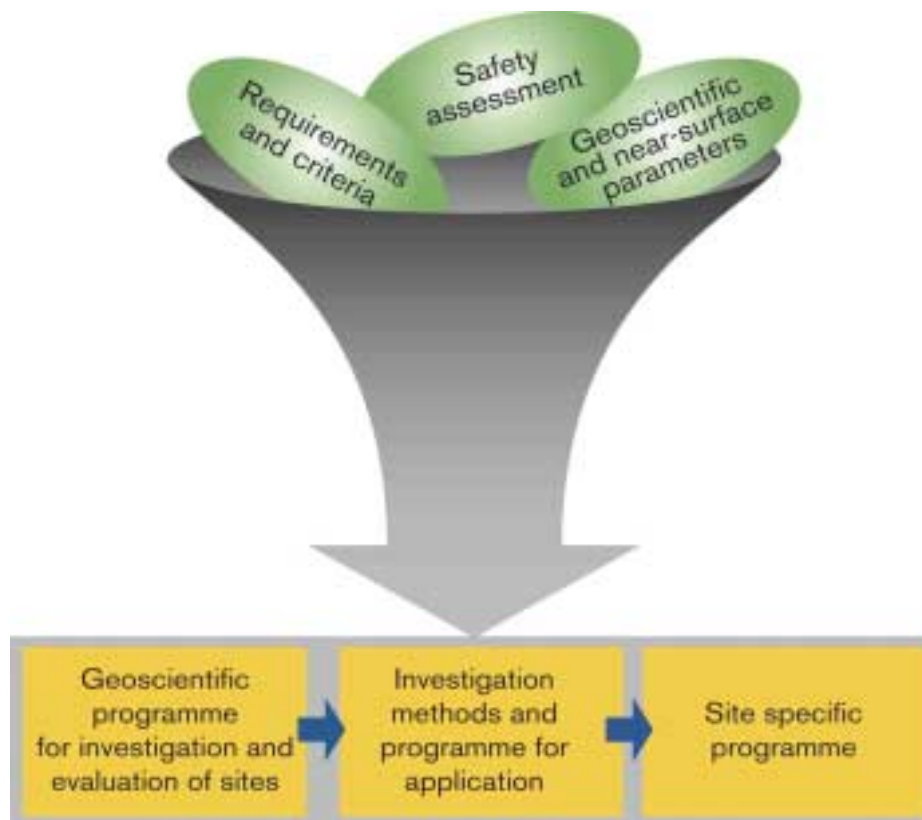 Safety
assessment
Requirements
and criteria
Geoscientific
and near-surface
parameters
Geoscientific
programme
for investigation and
evaluation of sites
Investigation
methods and
programme for
application
Site specific
programme